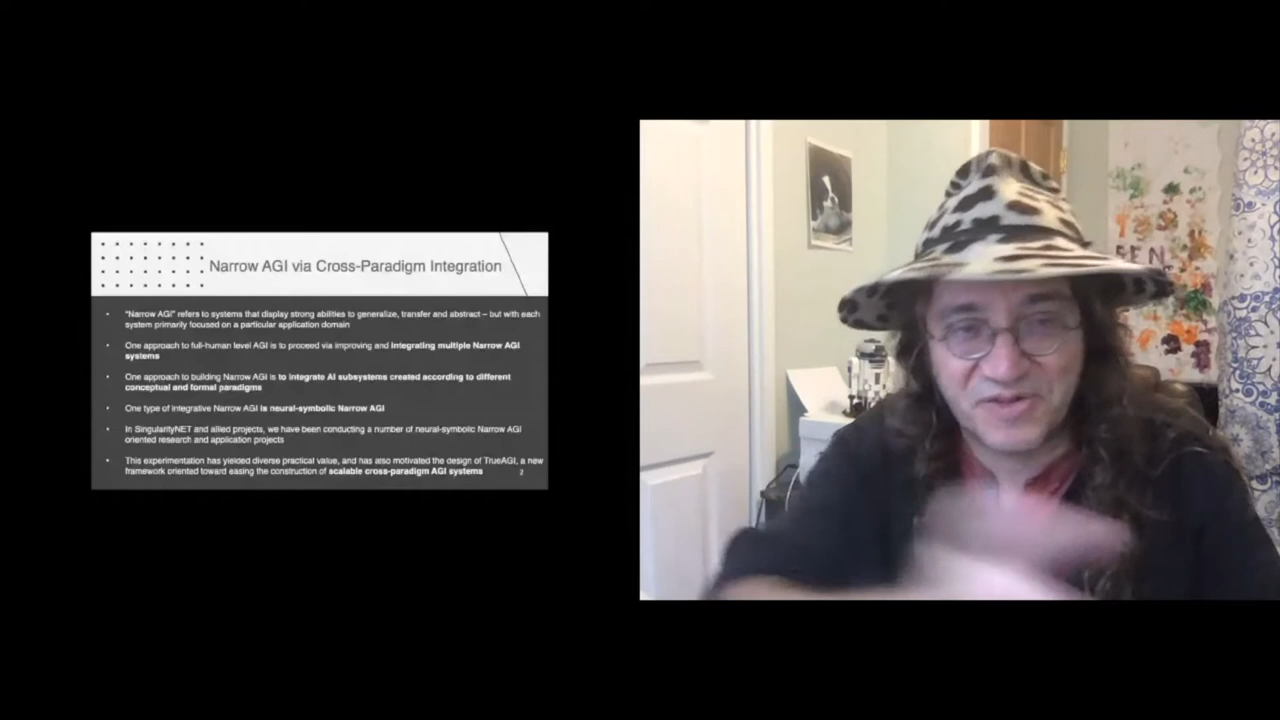 Narrow AGI via Cross-Paradigm Integration
• "Narrow AGI" refers to systems that display strong abilities to generalize, transfer and abstract – but with each
system primarily focused on a particular application domain
• One approach to full-human level AGI is to proceed via improving and integrating multiple Narrow AGI
systems
• One approach to building Narrow AGI is to integrate AI subsystems created according to different
conceptual and formal paradigms
• One type of integrative Narrow AGI is neural-symbolic Narrow AGI
• In SingularityNET and allied projects, we have been conducting a number of neural-symbolic Narrow AGI
oriented research and application projects
• This experimentation has yielded diverse practical value, and has also motivated the design of TrueAGI, a new
framework oriented toward easing the construction of scalable cross-paradigm AGI systems
2